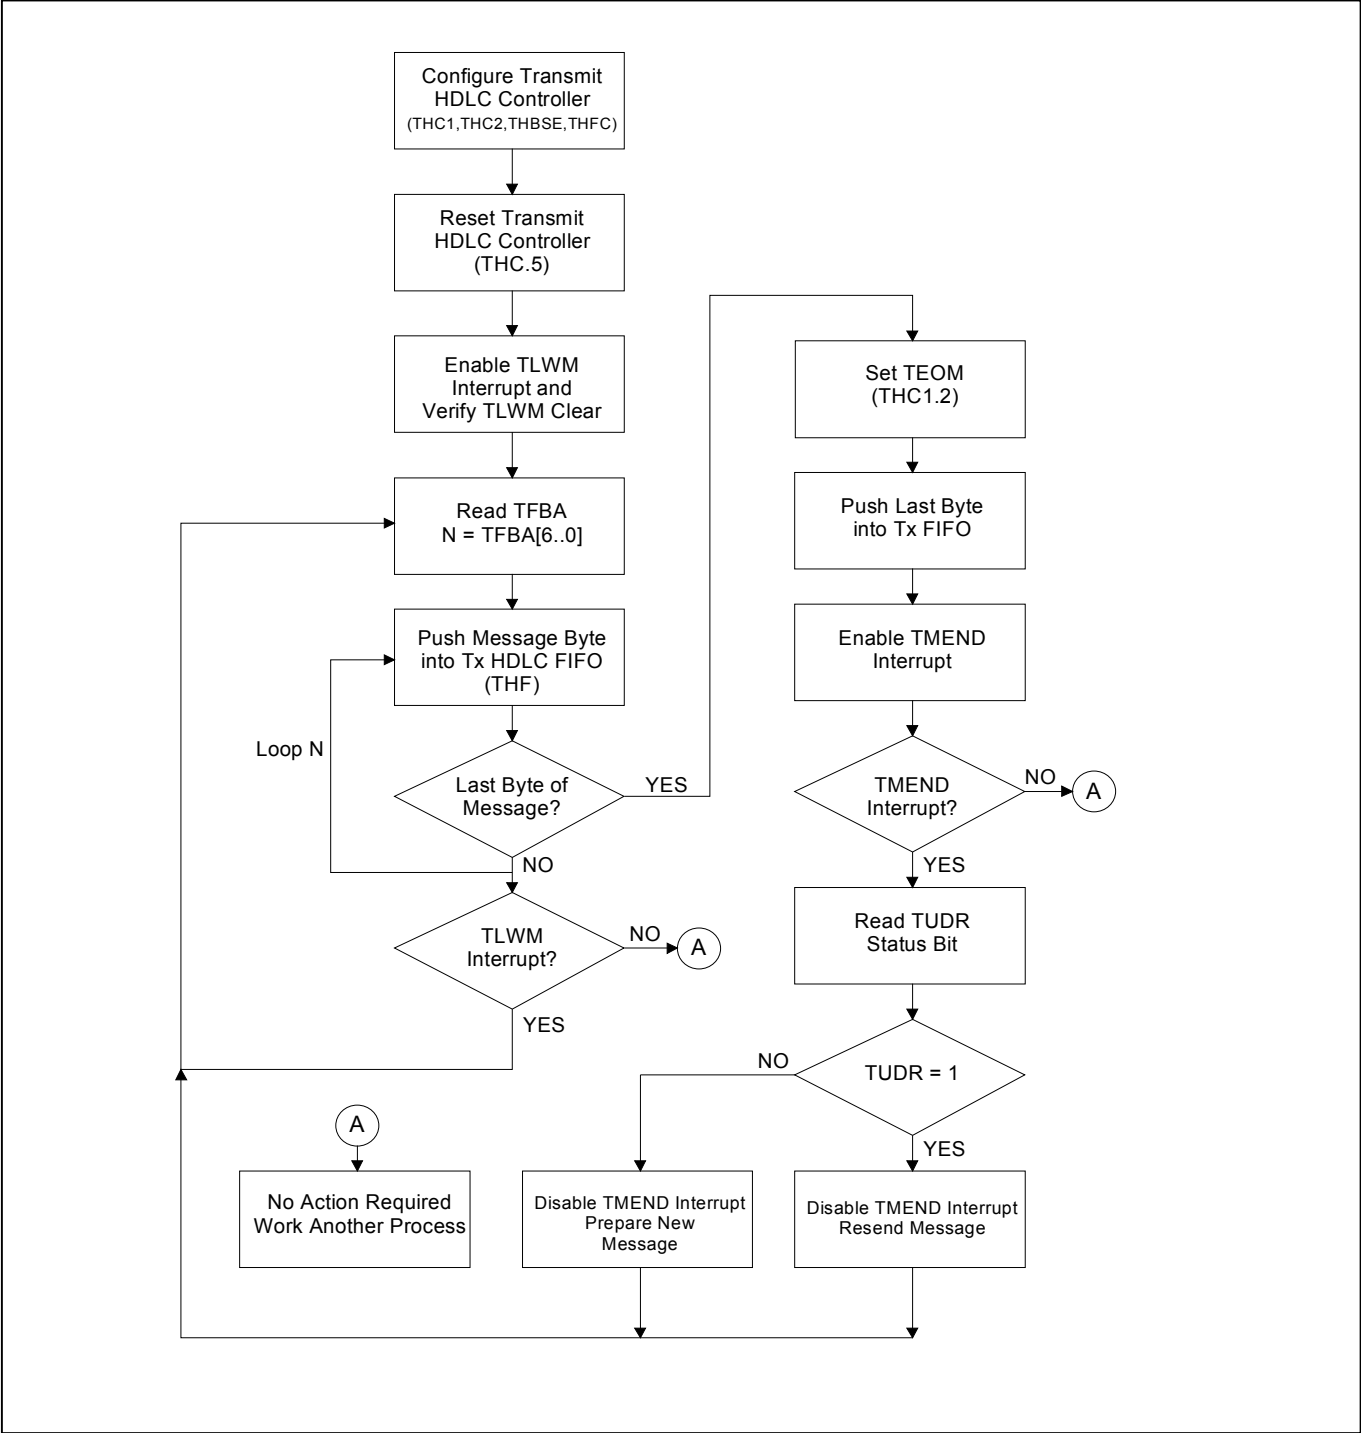 Configure Transmit
HDLC Controller
(THC1,THC2,THBSE,THFC)
Reset Transmit
HDLC Controller
(THC.5)
Enable TLWM
Interrupt and
Verify TLWM Clear
Read TFBA
N = TFBA[6..0]
Push Message Byte
into Tx HDLC FIFO
(THF)
Loop N
Last Byte of
Message?
YES
NO
TLWM
Interrupt?
NO
A
YES
A
No Action Required
Work Another Process
Set TEOM
(THC1.2)
Push Last Byte
into Tx FIFO
Enable TMEND
Interrupt
TMEND
Interrupt?
NO
A
YES
Read TUDR
Status Bit
TUDR = 1
NO
YES
Disable TMEND Interrupt
Prepare New
Message
Disable TMEND Interrupt
Resend Message